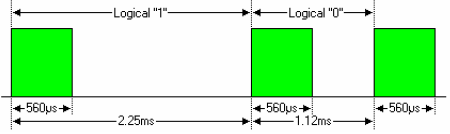 Logical "1"
Logical "0"
560µs
560µs
560µs
2.25ms
1.12ms